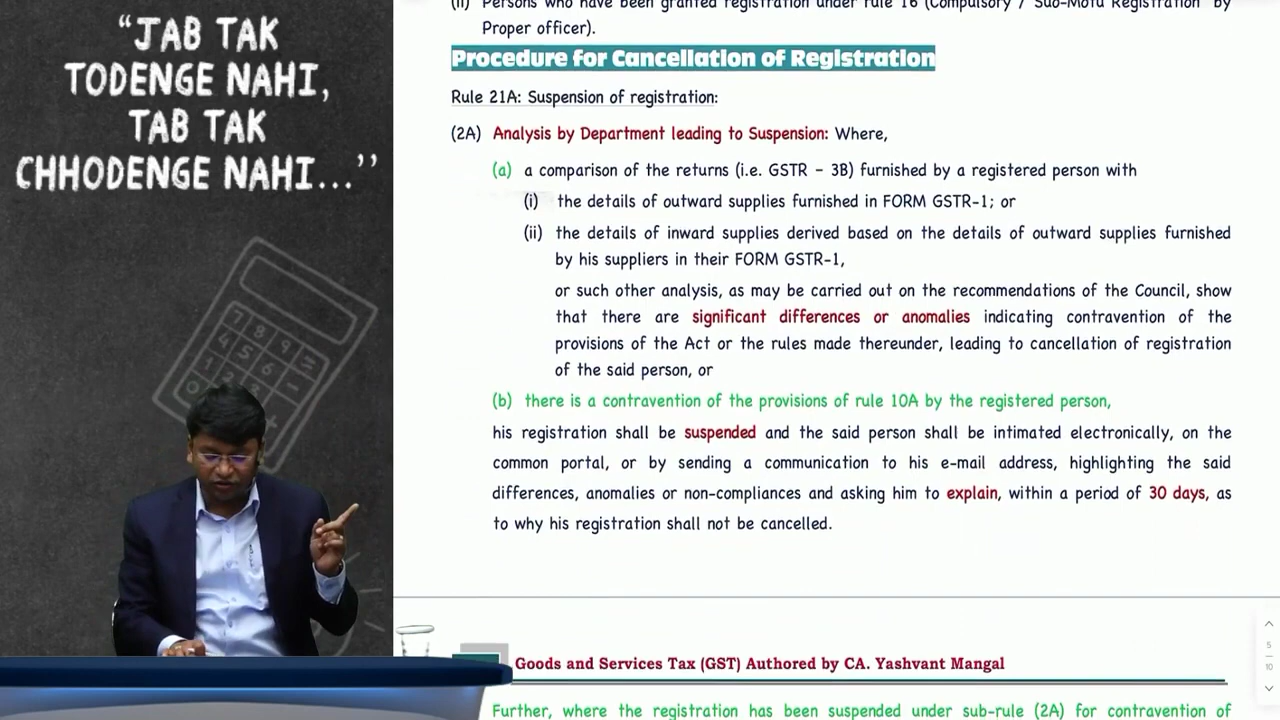 “JAB TAK
TODENGE NAHI,
TAB TAK
CHHODENGE NAHI...’’
(ii) Persons who have been granted registration under rule 16 (Compulsory / Suo-Motu Registration by
Proper officer).
Procedure for Cancellation of Registration
Rule 21A: Suspension of registration:
(2A) Analysis by Department leading to Suspension: Where,
(a) a comparison of the returns (i.e. GSTR – 3B) furnished by a registered person with
(i) the details of outward supplies furnished in FORM GSTR-1; or
(ii) the details of inward supplies derived based on the details of outward supplies furnished
by his suppliers in their FORM GSTR-1,
or such other analysis, as may be carried out on the recommendations of the Council, show
that there are significant differences or anomalies indicating contravention of the
provisions of the Act or the rules made thereunder, leading to cancellation of registration
of the said person, or
(b) there is a contravention of the provisions of rule 10A by the registered person,
his registration shall be suspended and the said person shall be intimated electronically, on the
common portal, or by sending a communication to his e-mail address, highlighting the said
differences, anomalies or non-compliances and asking him to explain, within a period of 30 days, as
to why his registration shall not be cancelled.
5
10
Goods and Services Tax (GST) Authored by CA. Yashvant Mangal
Further, where the registration has been suspended under sub-rule (2A) for contravention of